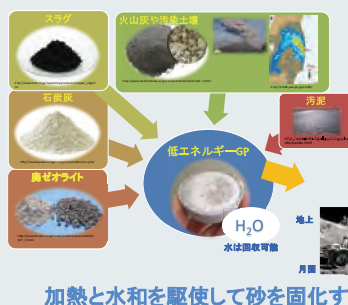 スラグ
火山灰や汚染土壌
石炭灰
汚泥
低エネルギーGP
廃ゼオライト
H₂O
水は回収可能
地上
月面
加熱と水和を駆使して砂を固化す